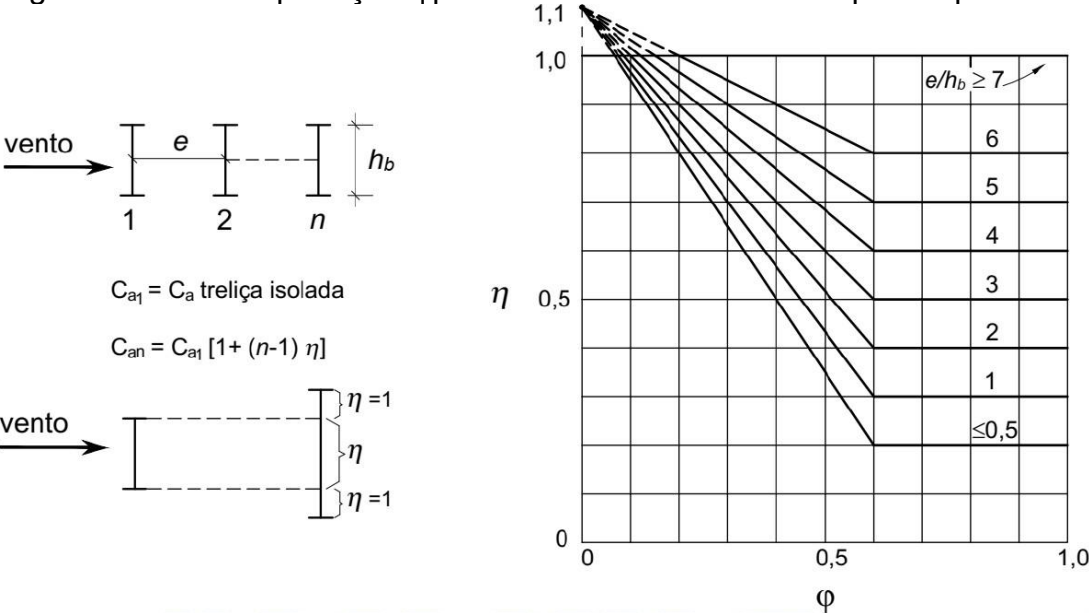 vento
e
h_b
1 2 n
C_a1 = C_a treliça isolada
C_an = C_a1 [1+ (n-1) η]
vento
η =1
η
η =1
1,1
1,0
e/h_b ≥ 7
6
5
4
3
2
1
≤0,5
η
0,5
0
0 0,5 1,0
φ